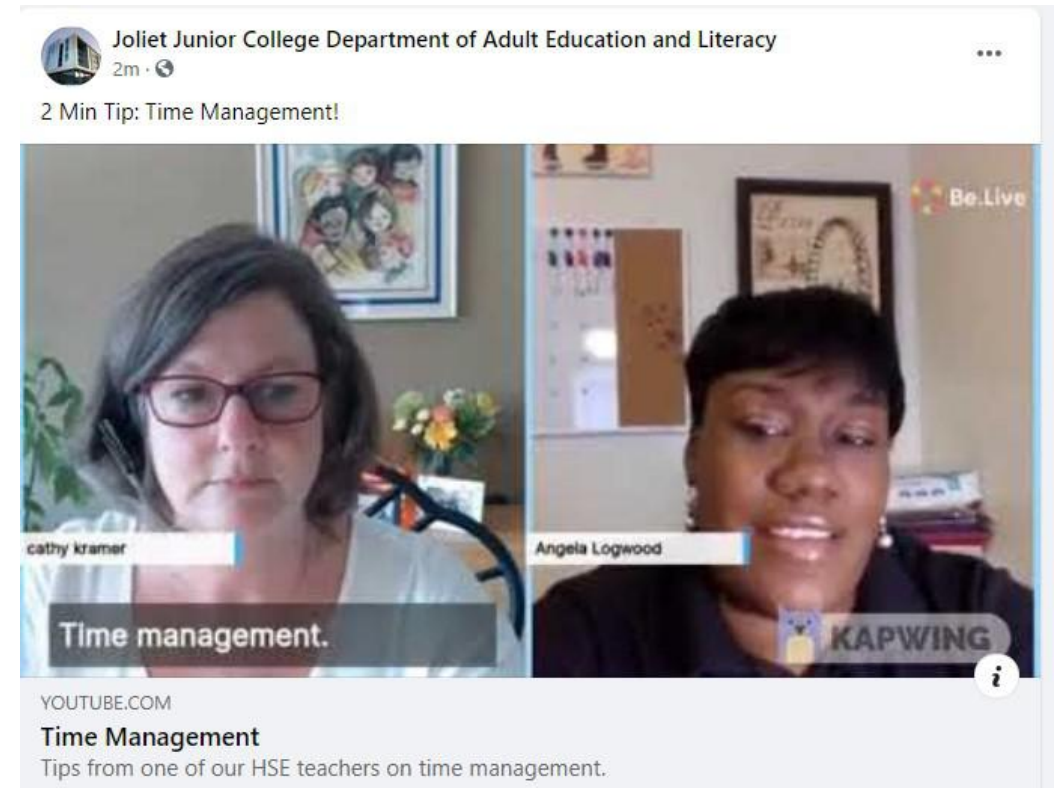 Joliet Junior College Department of Adult Education and Literacy
2m ·
2 Min Tip: Time Management!
Be.Live
cathy kramer
Angela Logwood
Time management.
KAPWING
i
YOUTUBE.COM
Time Management
Tips from one of our HSE teachers on time management.